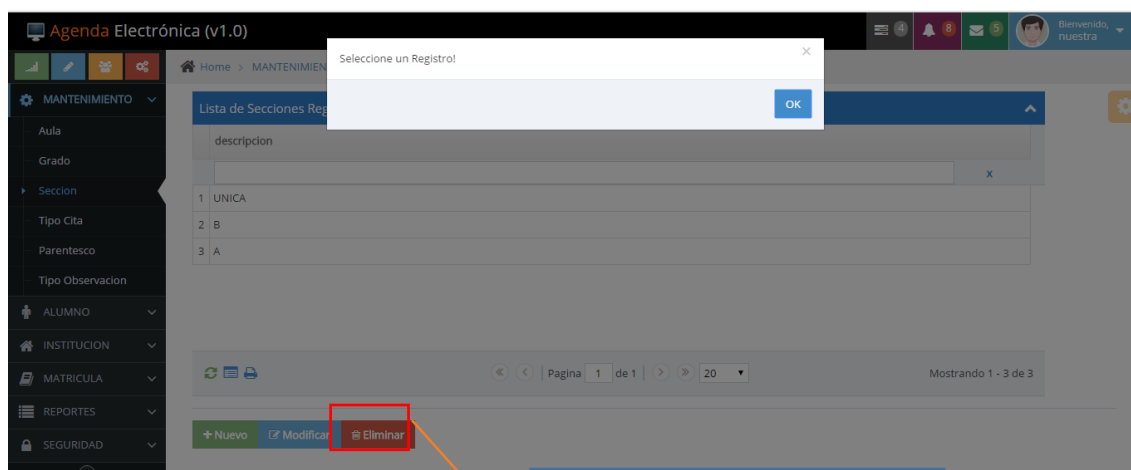 Agenda Electrónica (v1.0)
4
8
5
Bienvenido,
nuestra
Home > MANTENIMIEN
Seleccione un Registro!
×
OK
MANTENIMIENTO
Aula
Grado
Seccion
Tipo Cita
Parentesco
Tipo Observacion
ALUMNO
INSTITUCION
MATRICULA
REPORTES
SEGURIDAD
Lista de Secciones Reg
descripcion
x
1 UNICA
2 B
3 A
Pagina 1 de 1
20
Mostrando 1 - 3 de 3
+ Nuevo
Modificar
Eliminar